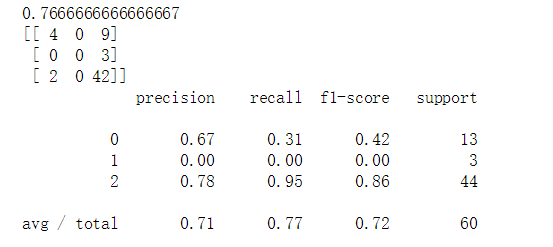 0.7666666666666667
[[ 4 0 9]
[ 0 0 3]
[ 2 0 42]]
precision recall f1-score support
0 0.67 0.31 0.42 13
1 0.00 0.00 0.00 3
2 0.78 0.95 0.86 44
avg / total 0.71 0.77 0.72 60